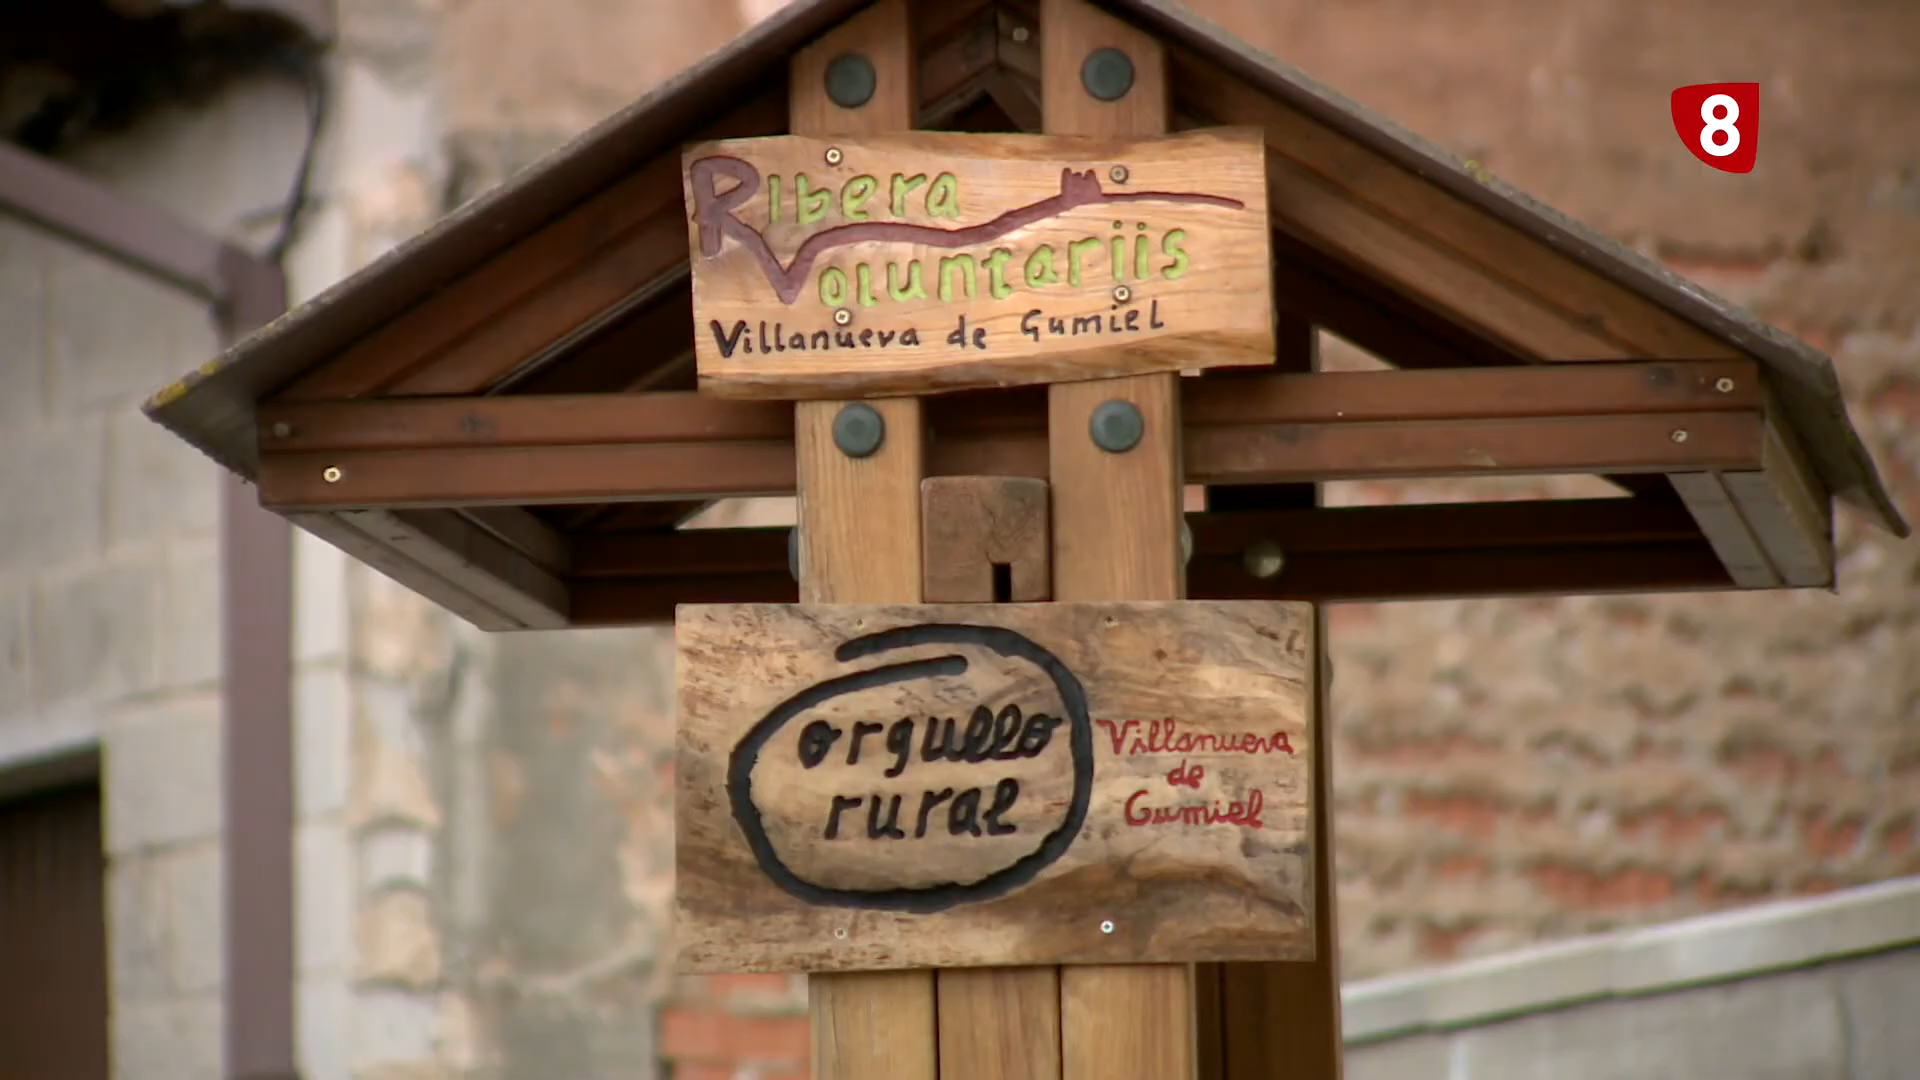 8
Ribera
Voluntariis
Villanueva de Gumiel
orgullo
rural
Villanueva
de
Gumiel